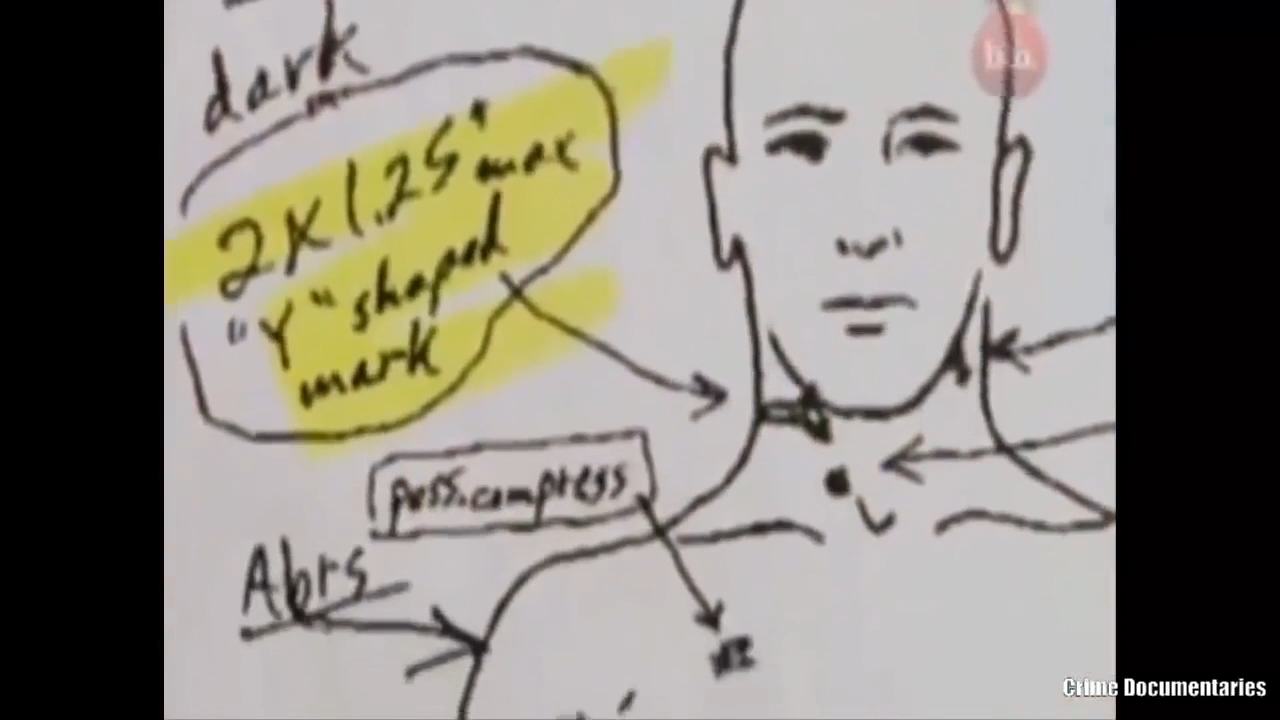 dark
2 x 1.25" max
"Y" shaped
mark
poss. compress
Abrs
Crime Documentaries